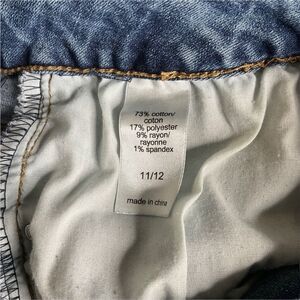 73% cotton/
coton
17% polyester
9% rayon/
rayonne
1% spandex
11/12
made in china